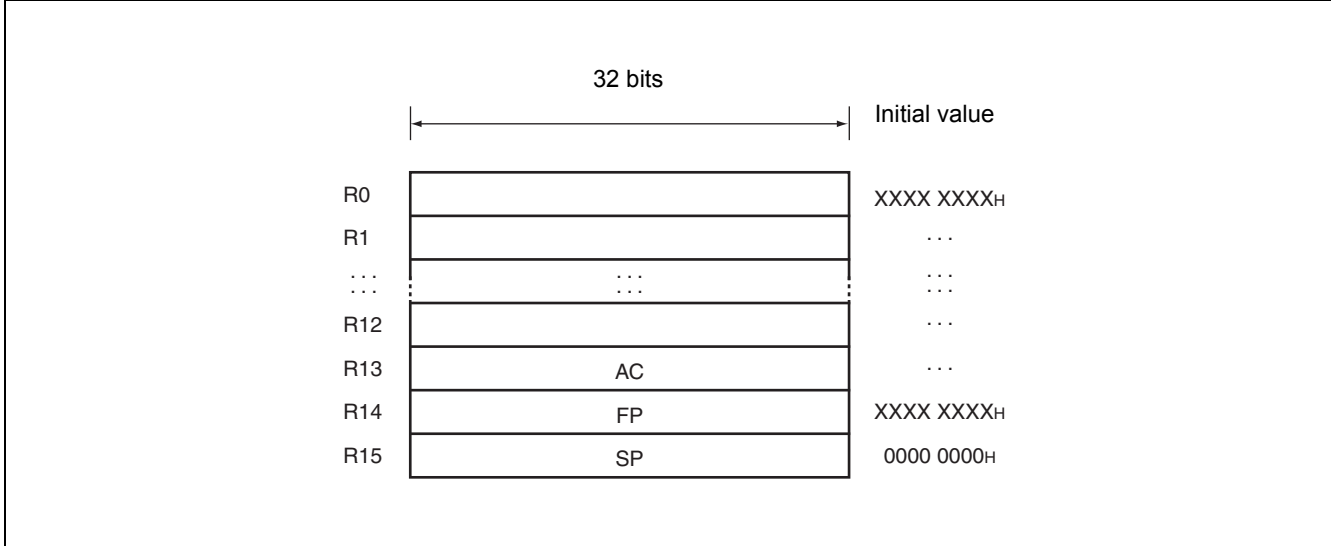 32 bits
Initial value
R0 XXXX XXXXH
R1 ...
... ... ...
... ... ...
R12 ...
R13 AC ...
R14 FP XXXX XXXXH
R15 SP 0000 0000H